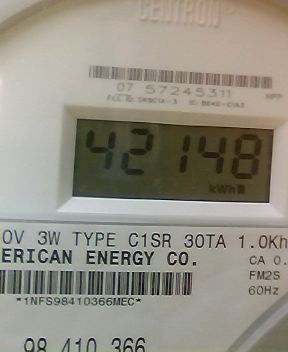 CENTRON
07 57245311
42148
kWh
0V 3W TYPE C1SR 30TA 1.0Kh
ERICAN ENERGY CO.
CA 0.
FM2S
*1NFS98410366MEC*
60Hz
98 410 366